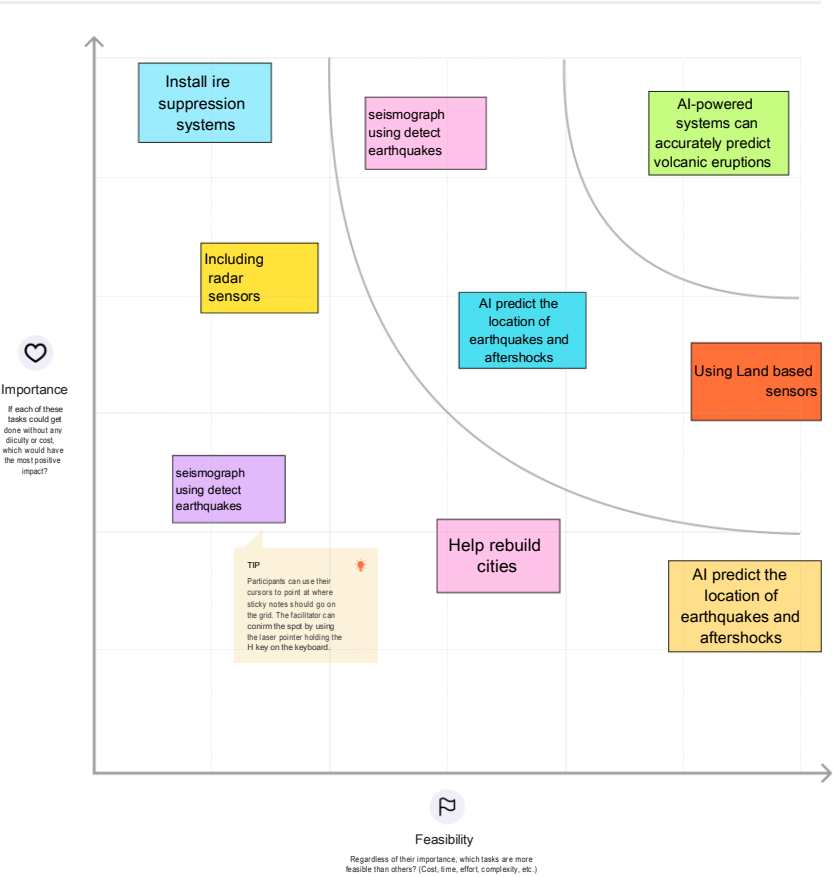 Install ire
suppression
systems
seismograph
using detect
earthquakes
AI-powered
systems can
accurately predict
volcanic eruptions
Including
radar
sensors
AI predict the
location of
earthquakes and
aftershocks
Using Land based
sensors
Importance
If each of these
tasks could get
done without any
diiculty or cost,
which would have
the most positive
impact?
seismograph
using detect
earthquakes
Help rebuild
cities
AI predict the
location of
earthquakes and
aftershocks
TIP
Participants can use their
cursors to point at where
sticky notes should go on
the grid. The facilitator can
conirm the spot by using
the laser pointer holding the
H key on the keyboard.
Feasibility
Regardless of their importance, which tasks are more
feasible than others? (Cost, time, effort, complexity, etc.)